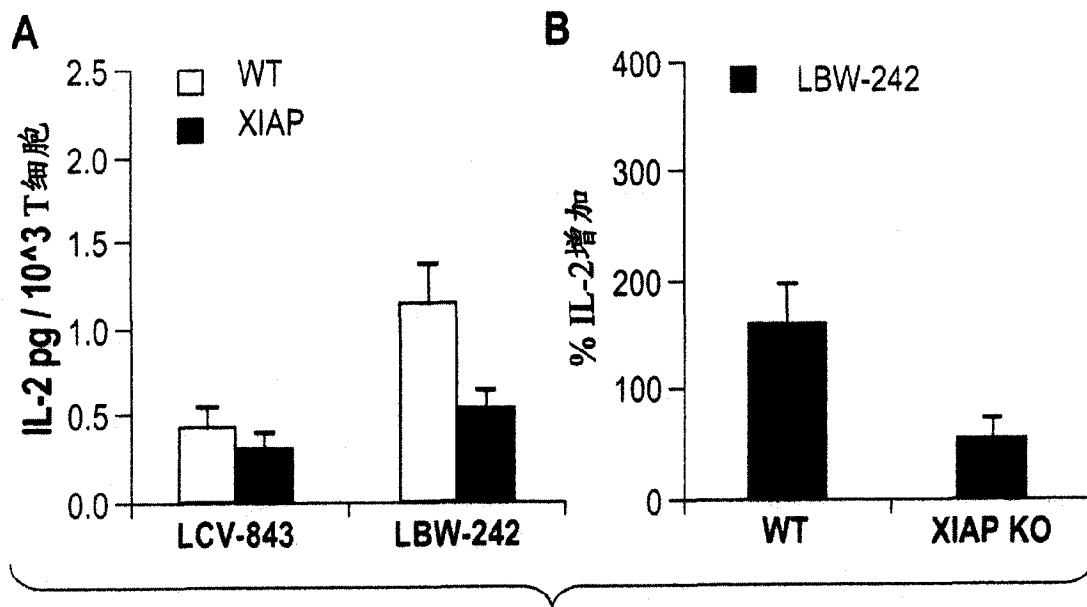 A
IL-2 pg / 10^3 T细胞
2.5
2.0
1.5
1.0
0.5
0.0
WT
XIAP
LCV-843
LBW-242
B
% IL-2增加
400
300
200
100
0
LBW-242
WT
XIAP KO